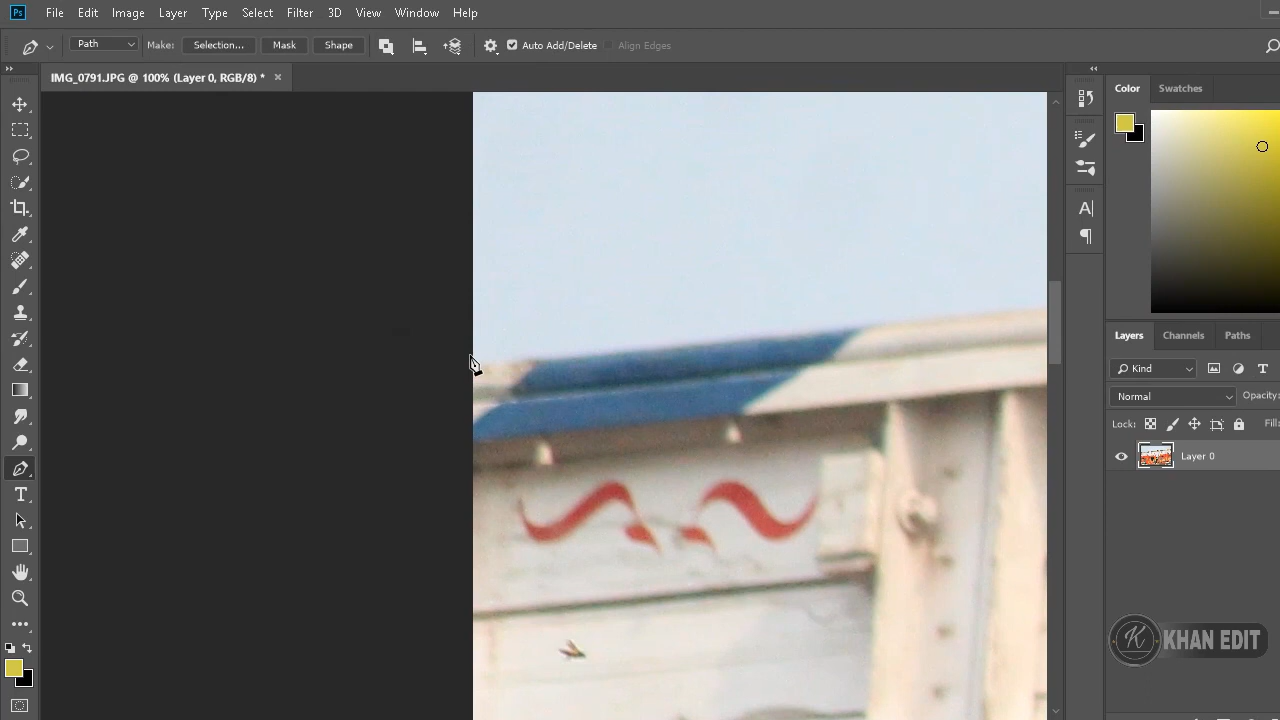 Ps File Edit Image Layer Type Select Filter 3D View Window Help
Path Make: Selection... Mask Shape Auto Add/Delete Align Edges
IMG_0791.JPG @ 100% (Layer 0, RGB/8) * ×
Color Swatches
Layers Channels Paths
Kind
Normal Opacity:
Lock: Fill:
Layer 0
K KHAN EDIT